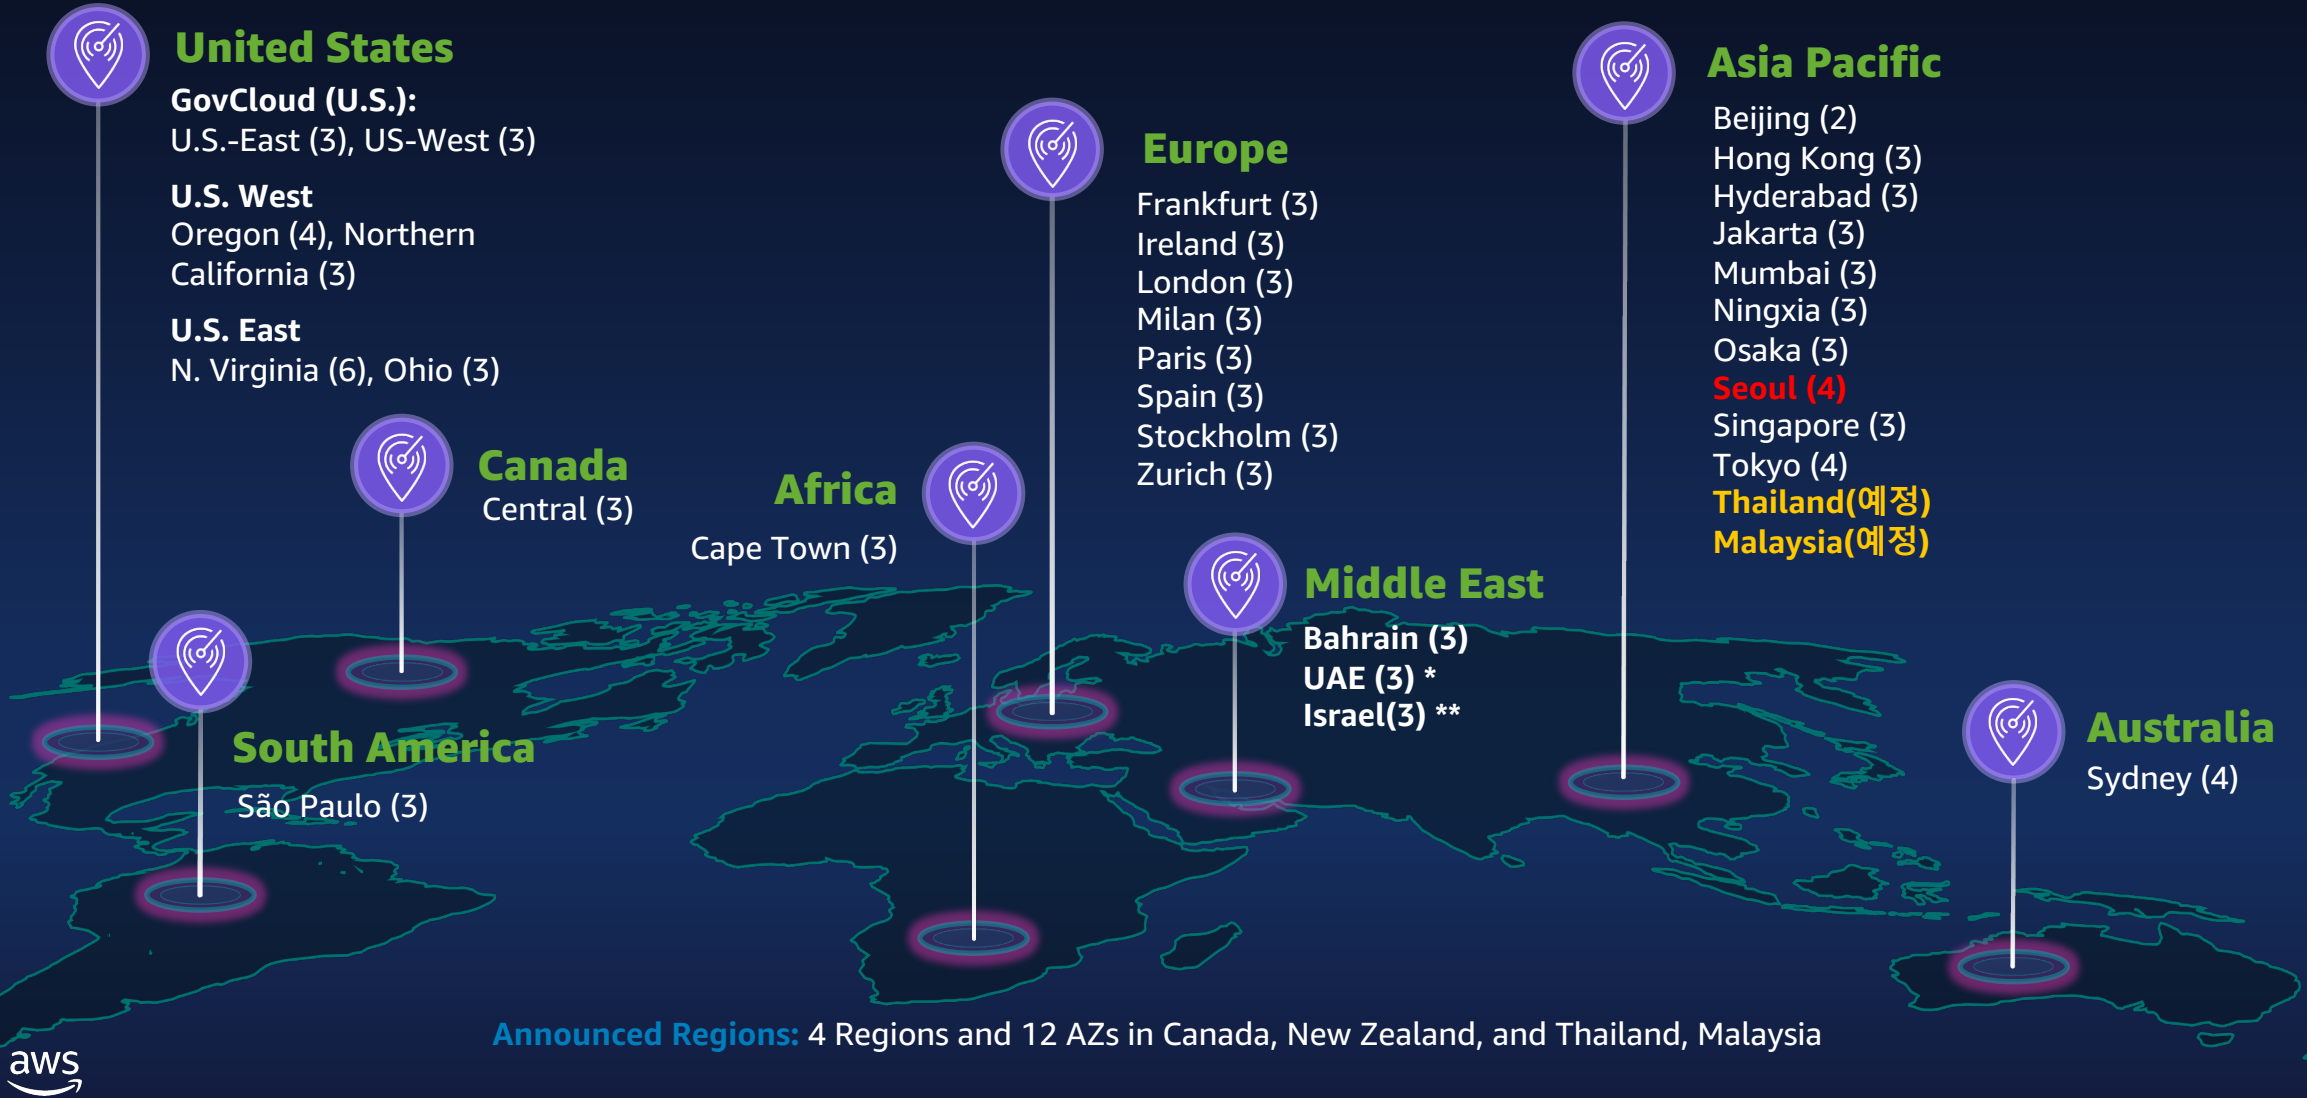 United States
GovCloud (U.S.):
U.S.-East (3), US-West (3)
U.S. West
Oregon (4), Northern
California (3)
U.S. East
N. Virginia (6), Ohio (3)
Canada
Central (3)
South America
São Paulo (3)
Africa
Cape Town (3)
Europe
Frankfurt (3)
Ireland (3)
London (3)
Milan (3)
Paris (3)
Spain (3)
Stockholm (3)
Zurich (3)
Middle East
Bahrain (3)
UAE (3) *
Israel(3) **
Asia Pacific
Beijing (2)
Hong Kong (3)
Hyderabad (3)
Jakarta (3)
Mumbai (3)
Ningxia (3)
Osaka (3)
Seoul (4)
Singapore (3)
Tokyo (4)
Thailand(예정)
Malaysia(예정)
Australia
Sydney (4)
Announced Regions: 4 Regions and 12 AZs in Canada, New Zealand, and Thailand, Malaysia
aws